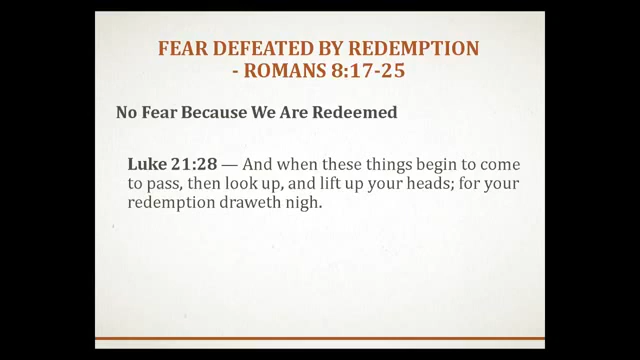 FEAR DEFEATED BY REDEMPTION
- ROMANS 8:17-25
No Fear Because We Are Redeemed
Luke 21:28 — And when these things begin to come
to pass, then look up, and lift up your heads; for your
redemption draweth nigh.